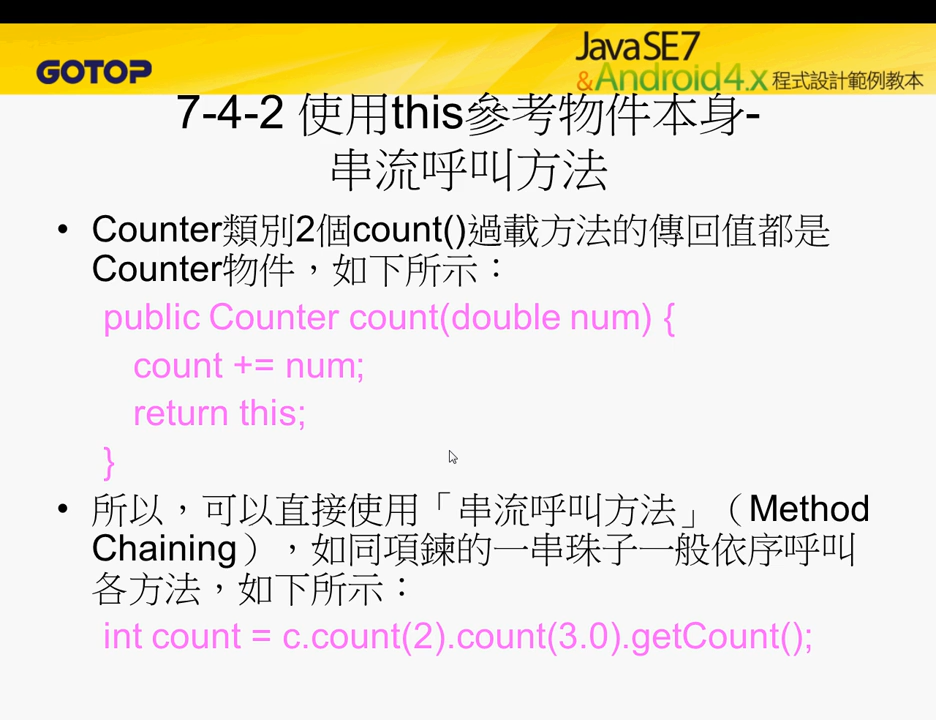 GOTOP
JavaSE7
&Android4.x 程式設計範例教本
7-4-2 使用this參考物件本身-
串流呼叫方法
• Counter類別2個count()過載方法的傳回值都是
Counter物件，如下所示：
public Counter count(double num) {
count += num;
return this;
}
• 所以，可以直接使用「串流呼叫方法」（Method
Chaining），如同項鍊的一串珠子一般依序呼叫
各方法，如下所示：
int count = c.count(2).count(3.0).getCount();